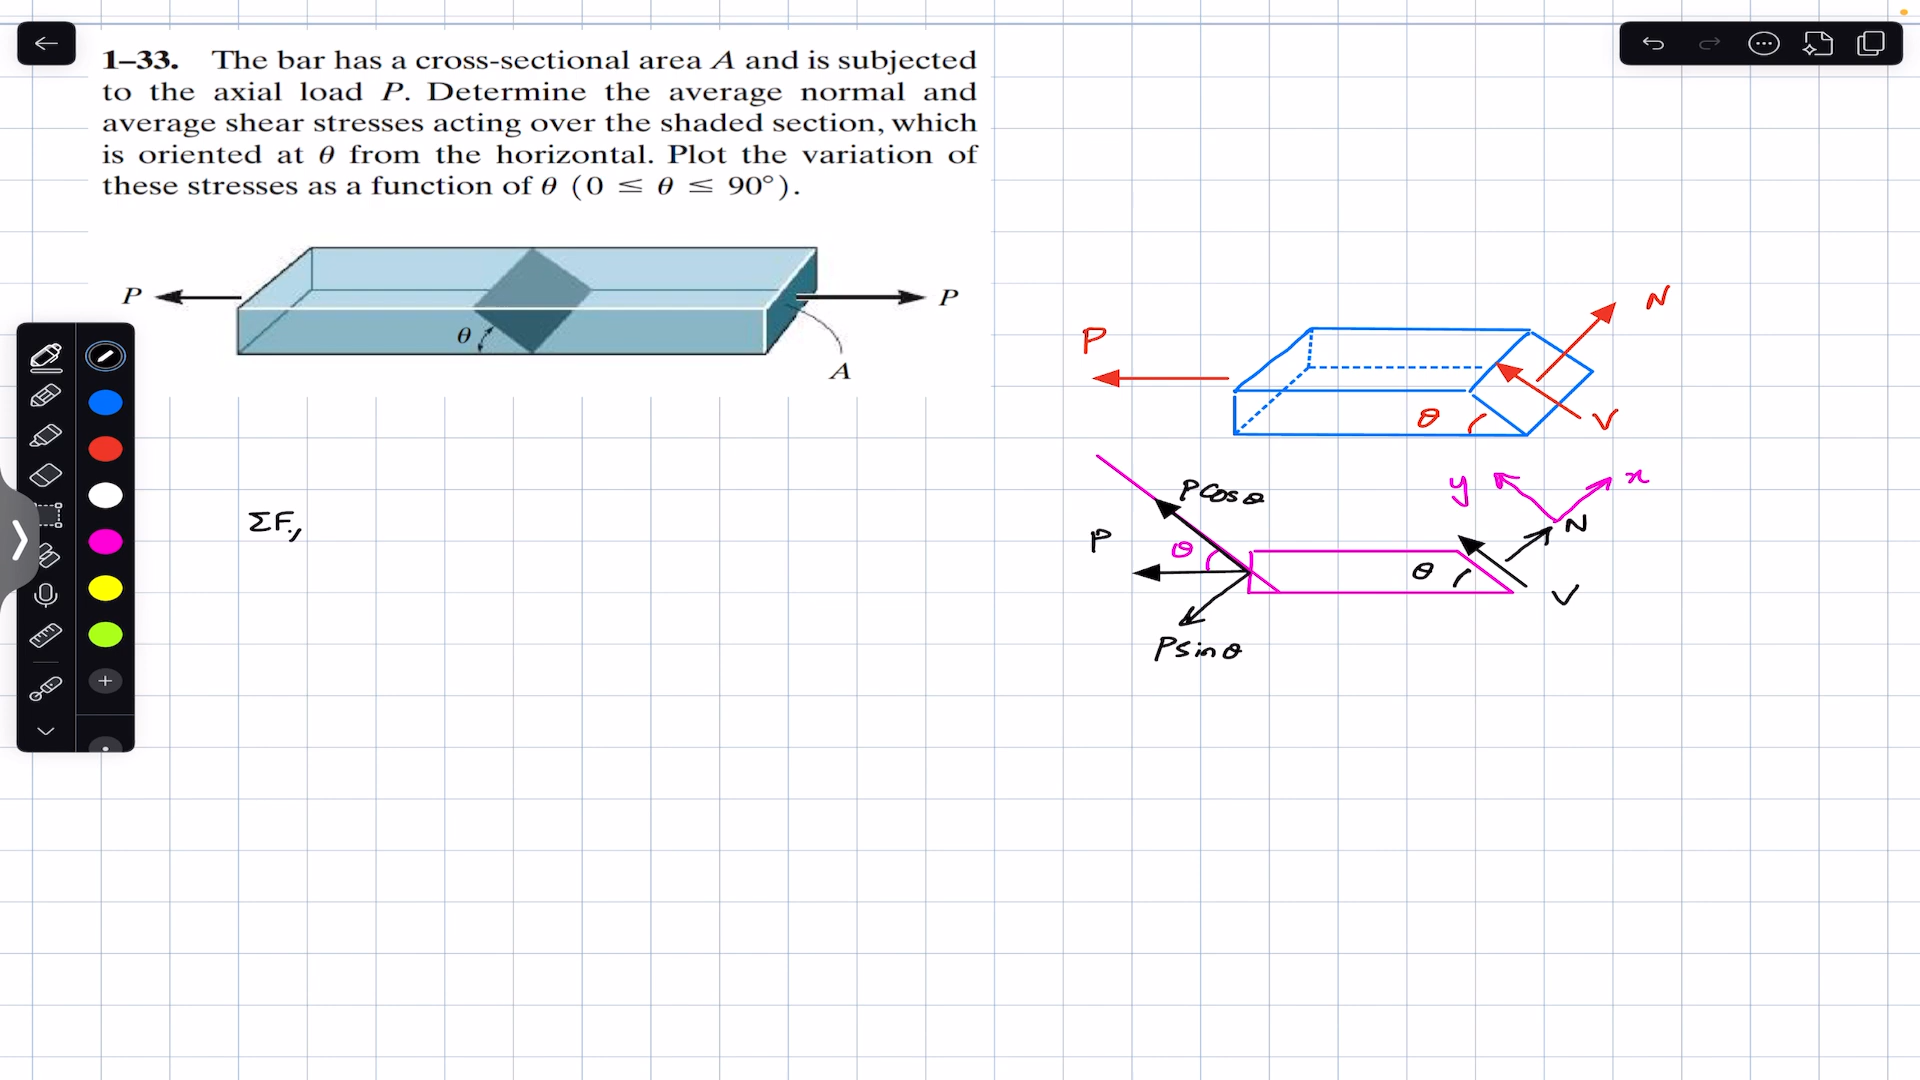 1–33. The bar has a cross-sectional area A and is subjected
to the axial load P. Determine the average normal and
average shear stresses acting over the shaded section, which
is oriented at θ from the horizontal. Plot the variation of
these stresses as a function of θ (0 ≤ θ ≤ 90°).
P
P
θ
A
N
P
θ
V
y
x
P cos θ
N
P
θ
θ
V
P sin θ
ΣF,